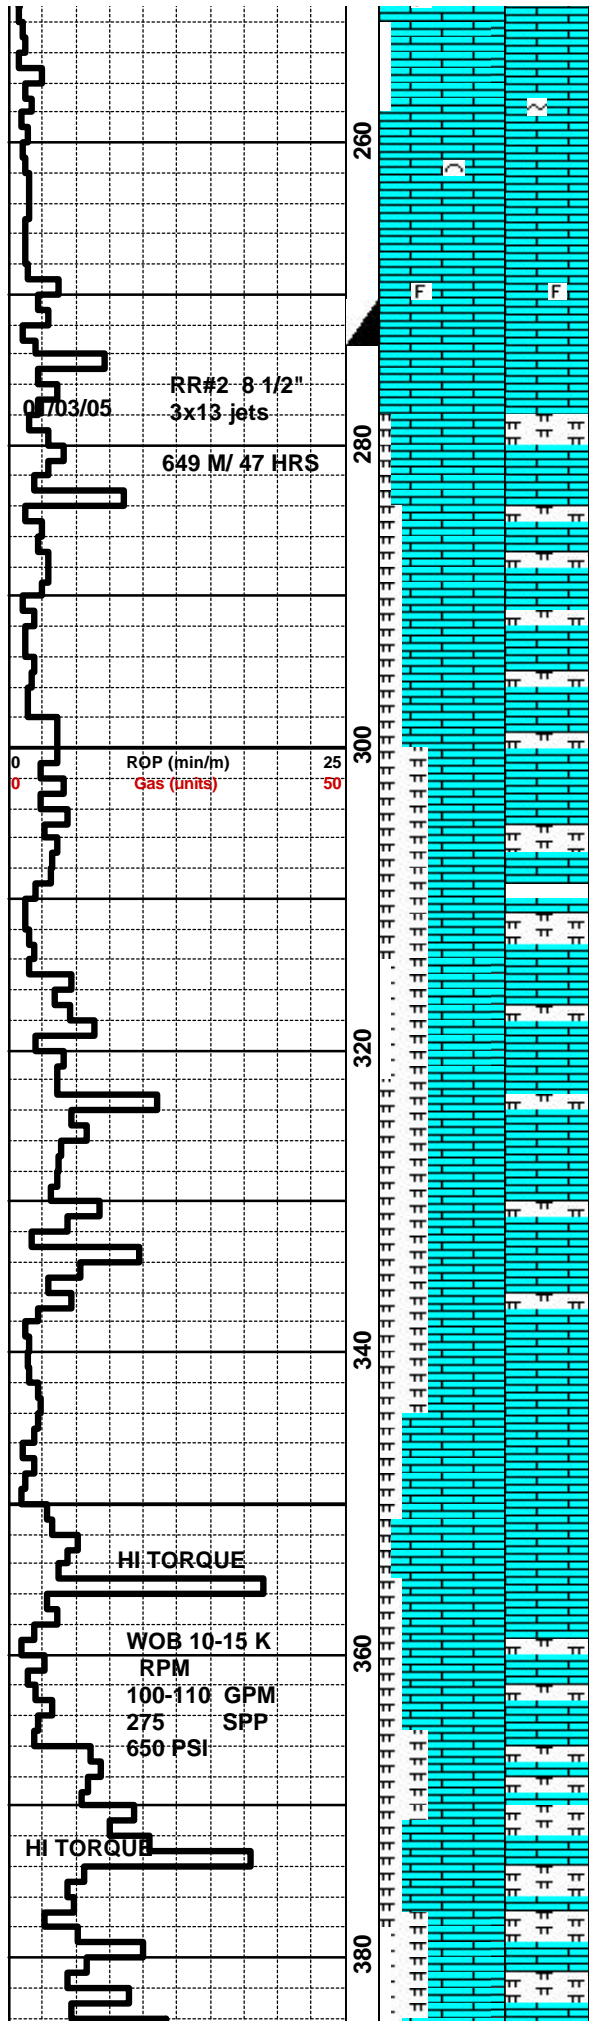 260
F F
RR#2 8 1/2"
/03/05
3x13 jets
280
649 M/ 47 HRS
300
0 ROP (min/m) 25
0 Gas (units) 50
320
340
HI TORQUE
360
WOB 10-15 K
RPM
100-110 GPM
275 SPP
650 PSI
HI TORQUE
380